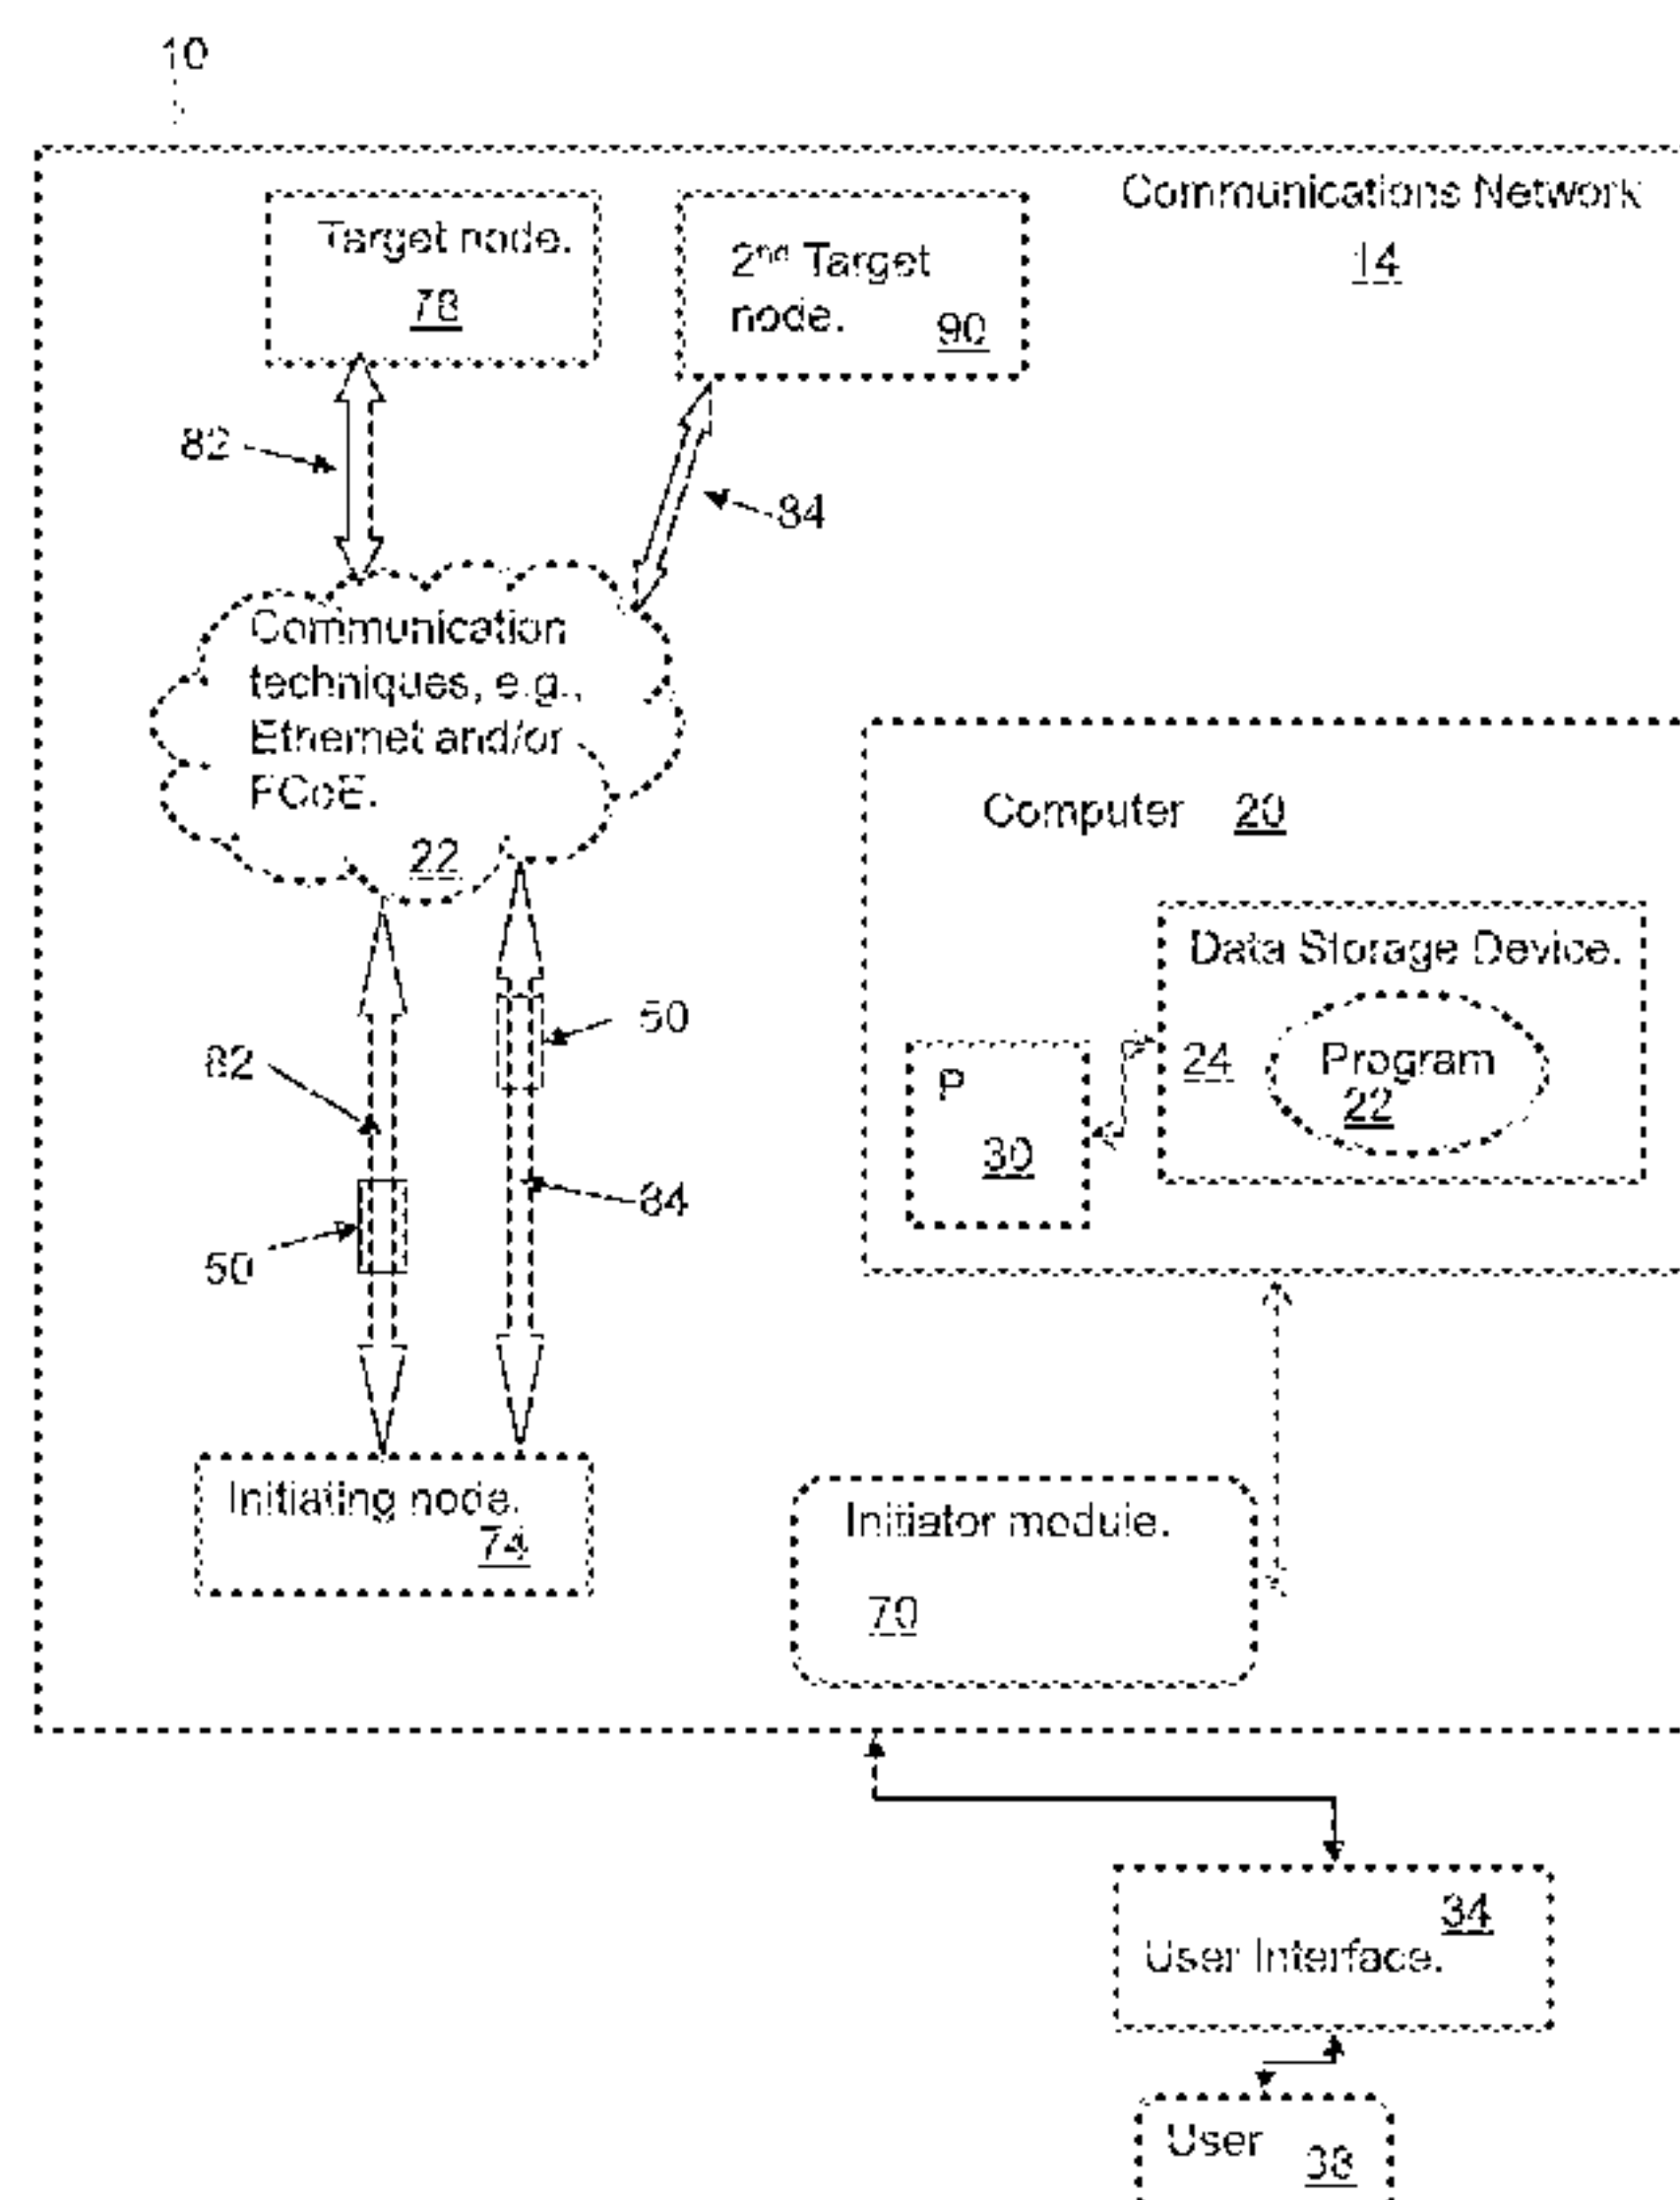 10
Communications Network
14
Target node.
78
2nd Target
node.
90
82
84
Communication
techniques, e.g.,
Ethernet and/or
FCoE.
22
Computer 20
Data Storage Device.
24
Program
22
P
30
50
82
84
50
Initiating node.
74
Initiator module.
70
34
User Interface.
User
38